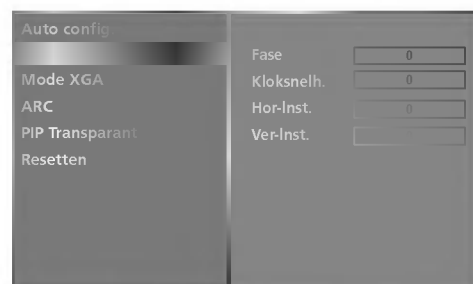 Auto config.
Mode XGA
ARC
PIP Transparant
Resetten
Fase 0
Kloksnelh. 0
Hor-Inst. 0
Ver-Inst.